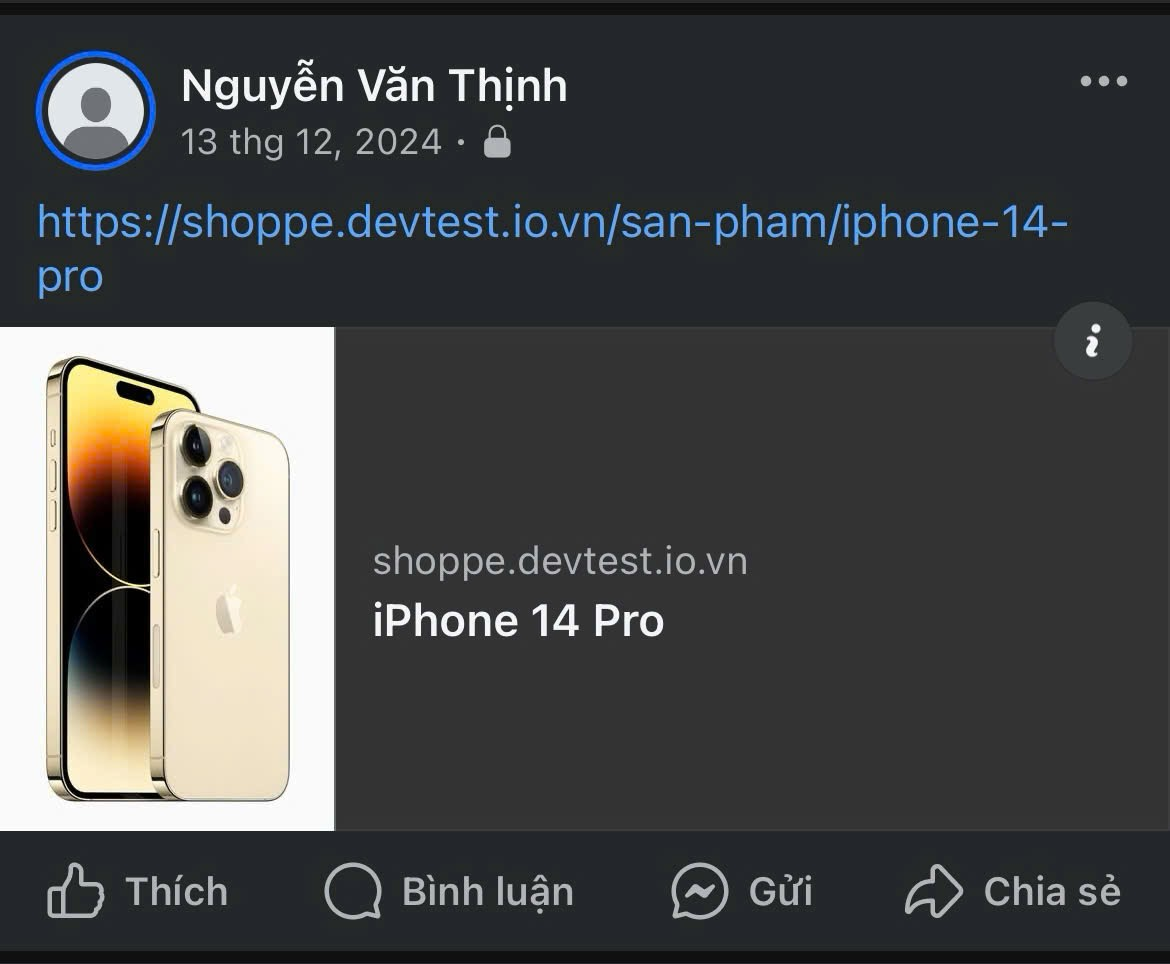 Nguyễn Văn Thịnh
13 thg 12, 2024 ·
https://shoppe.devtest.io.vn/san-pham/iphone-14-
pro
shoppe.devtest.io.vn
iPhone 14 Pro
Thích Bình luận Gửi Chia sẻ